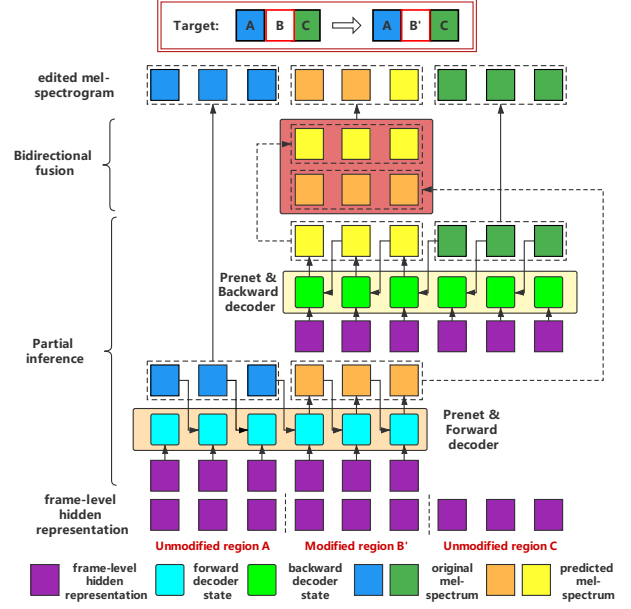 Target: A B C A B' C
edited mel-
spectrogram
Bidirectional
fusion
Prenet &
Backward
decoder
Partial
inference
Prenet &
Forward
decoder
frame-level
hidden
representation
Unmodified region A Modified region B' Unmodified region C
frame-level
hidden
representation
forward
decoder
state
backward
decoder
state
original
mel-
spectrum
predicted
mel-
spectrum